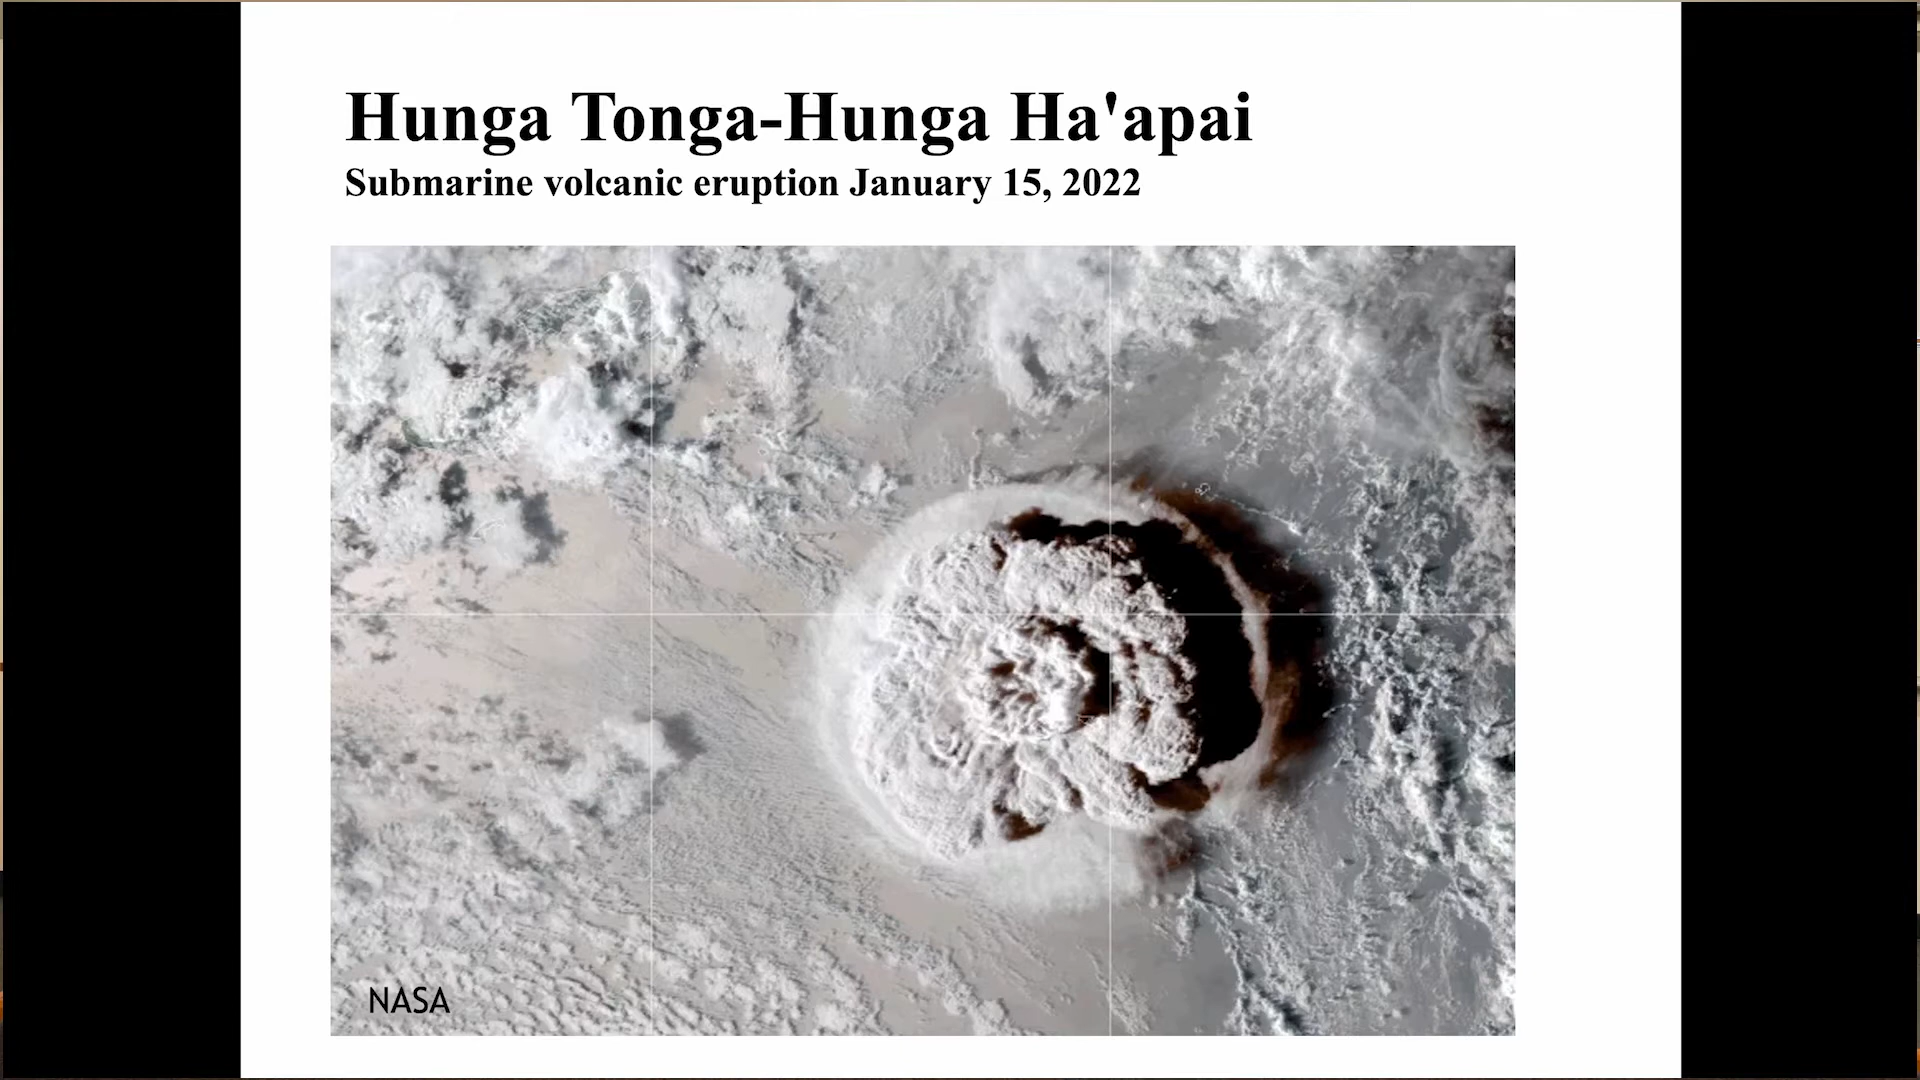 Hunga Tonga-Hunga Ha'apai
Submarine volcanic eruption January 15, 2022
NASA